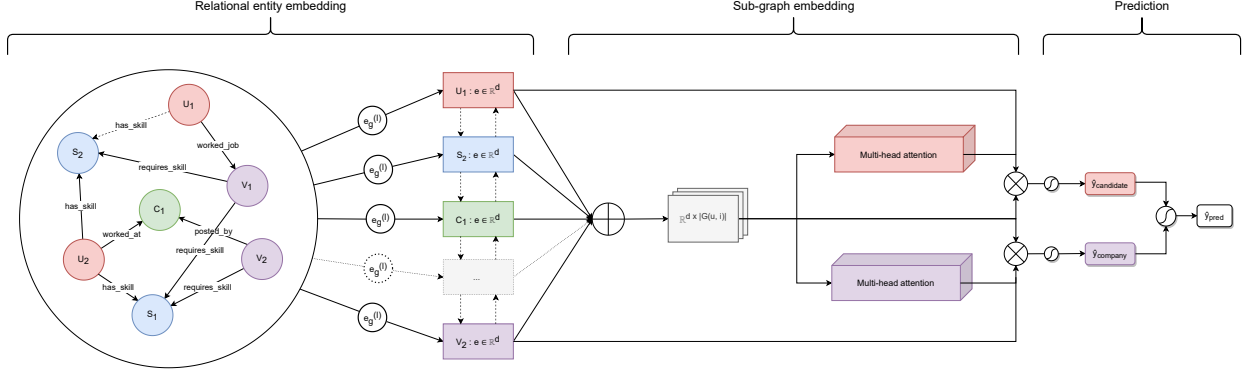 Relational entity embedding
Sub-graph embedding
Prediction
U1
has_skill
worked_job
S2
requires_skill
V1
has_skill
C1
worked_at
posted_by
requires_skill
U2
V2
has_skill
requires_skill
S1
eg(l)
eg(l)
eg(l)
eg(l)
eg(l)
U1 : e ∈ ℝd
S2 : e ∈ ℝd
C1 : e ∈ ℝd
...
V2 : e ∈ ℝd
ℝd x |G(u, i)|
Multi-head attention
Multi-head attention
ŷcandidate
ŷcompany
ŷpred